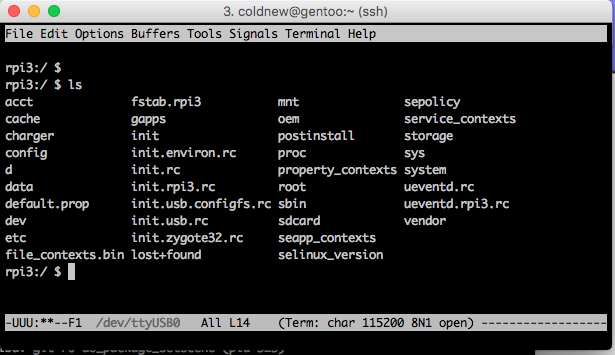 3. coldnew@gentoo:~ (ssh)
File Edit Options Buffers Tools Signals Terminal Help
rpi3:/ $
rpi3:/ $ ls
acct fstab.rpi3 mnt sepolicy
cache gapps oem service_contexts
charger init postinstall storage
config init.environ.rc proc sys
d init.rc property_contexts system
data init.rpi3.rc root ueventd.rc
default.prop init.usb.configfs.rc sbin ueventd.rpi3.rc
dev init.usb.rc sdcard vendor
etc init.zygote32.rc seapp_contexts
file_contexts.bin lost+found selinux_version
rpi3:/ $
-UUU:**--F1 /dev/ttyUSB0 All L14 (Term: char 115200 8N1 open) ------------------